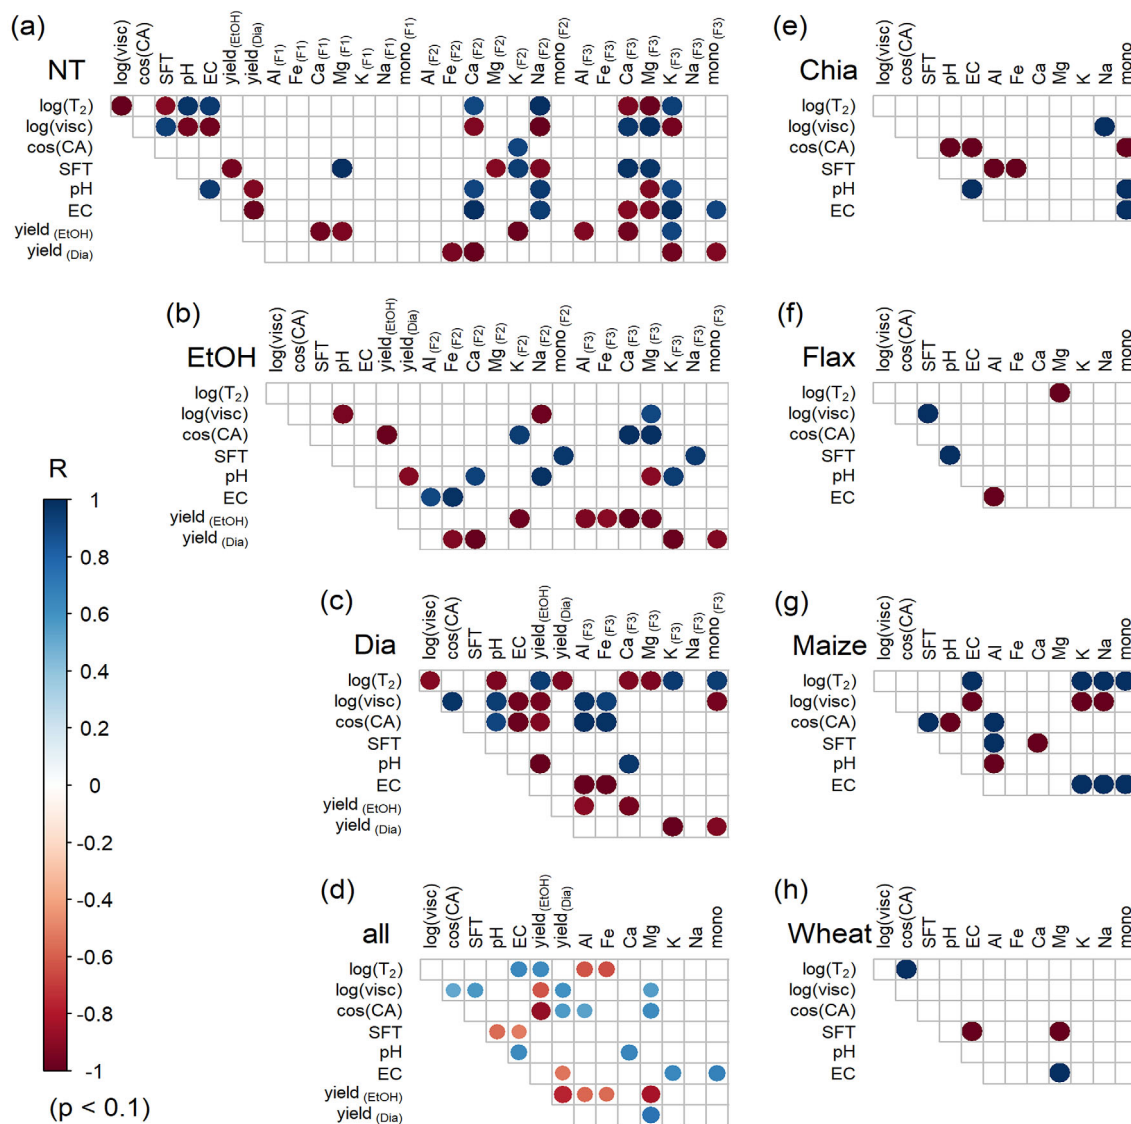 (a)
NT
log(visc)
cos(CA)
SFT
pH
EC
yield (EtOH)
yield (Dia)
Al (F1)
Fe (F1)
Ca (F1)
Mg (F1)
K (F1)
Na (F1)
mono (F1)
Al (F2)
Fe (F2)
Ca (F2)
Mg (F2)
K (F2)
Na (F2)
mono (F2)
Al (F3)
Fe (F3)
Ca (F3)
Mg (F3)
K (F3)
Na (F3)
mono (F3)
log(T₂)
log(visc)
cos(CA)
SFT
pH
EC
yield (EtOH)
yield (Dia)
(b)
EtOH
log(visc)
cos(CA)
SFT
pH
EC
yield (EtOH)
yield (Dia)
Al (F2)
Fe (F2)
Ca (F2)
Mg (F2)
K (F2)
Na (F2)
mono (F2)
Al (F3)
Fe (F3)
Ca (F3)
Mg (F3)
K (F3)
Na (F3)
mono (F3)
log(T₂)
log(visc)
cos(CA)
SFT
pH
EC
yield (EtOH)
yield (Dia)
(c)
Dia
log(visc)
cos(CA)
SFT
pH
EC
yield (EtOH)
yield (Dia)
Al (F3)
Fe (F3)
Ca (F3)
Mg (F3)
K (F3)
Na (F3)
mono (F3)
log(T₂)
log(visc)
cos(CA)
SFT
pH
EC
yield (EtOH)
yield (Dia)
(d)
all
log(visc)
cos(CA)
SFT
pH
EC
yield (EtOH)
yield (Dia)
Al
Fe
Ca
Mg
K
Na
mono
log(T₂)
log(visc)
cos(CA)
SFT
pH
EC
yield (EtOH)
yield (Dia)
R
1
0.8
0.6
0.4
0.2
0
-0.2
-0.4
-0.6
-0.8
-1
(p < 0.1)
(e)
Chia
log(visc)
cos(CA)
SFT
pH
EC
Al
Fe
Ca
Mg
K
Na
mono
log(T₂)
log(visc)
cos(CA)
SFT
pH
EC
(f)
Flax
log(visc)
cos(CA)
SFT
pH
EC
Al
Fe
Ca
Mg
K
Na
mono
log(T₂)
log(visc)
cos(CA)
SFT
pH
EC
(g)
Maize
log(visc)
cos(CA)
SFT
pH
EC
Al
Fe
Ca
Mg
K
Na
mono
log(T₂)
log(visc)
cos(CA)
SFT
pH
EC
(h)
Wheat
log(visc)
cos(CA)
SFT
pH
EC
Al
Fe
Ca
Mg
K
Na
mono
log(T₂)
log(visc)
cos(CA)
SFT
pH
EC